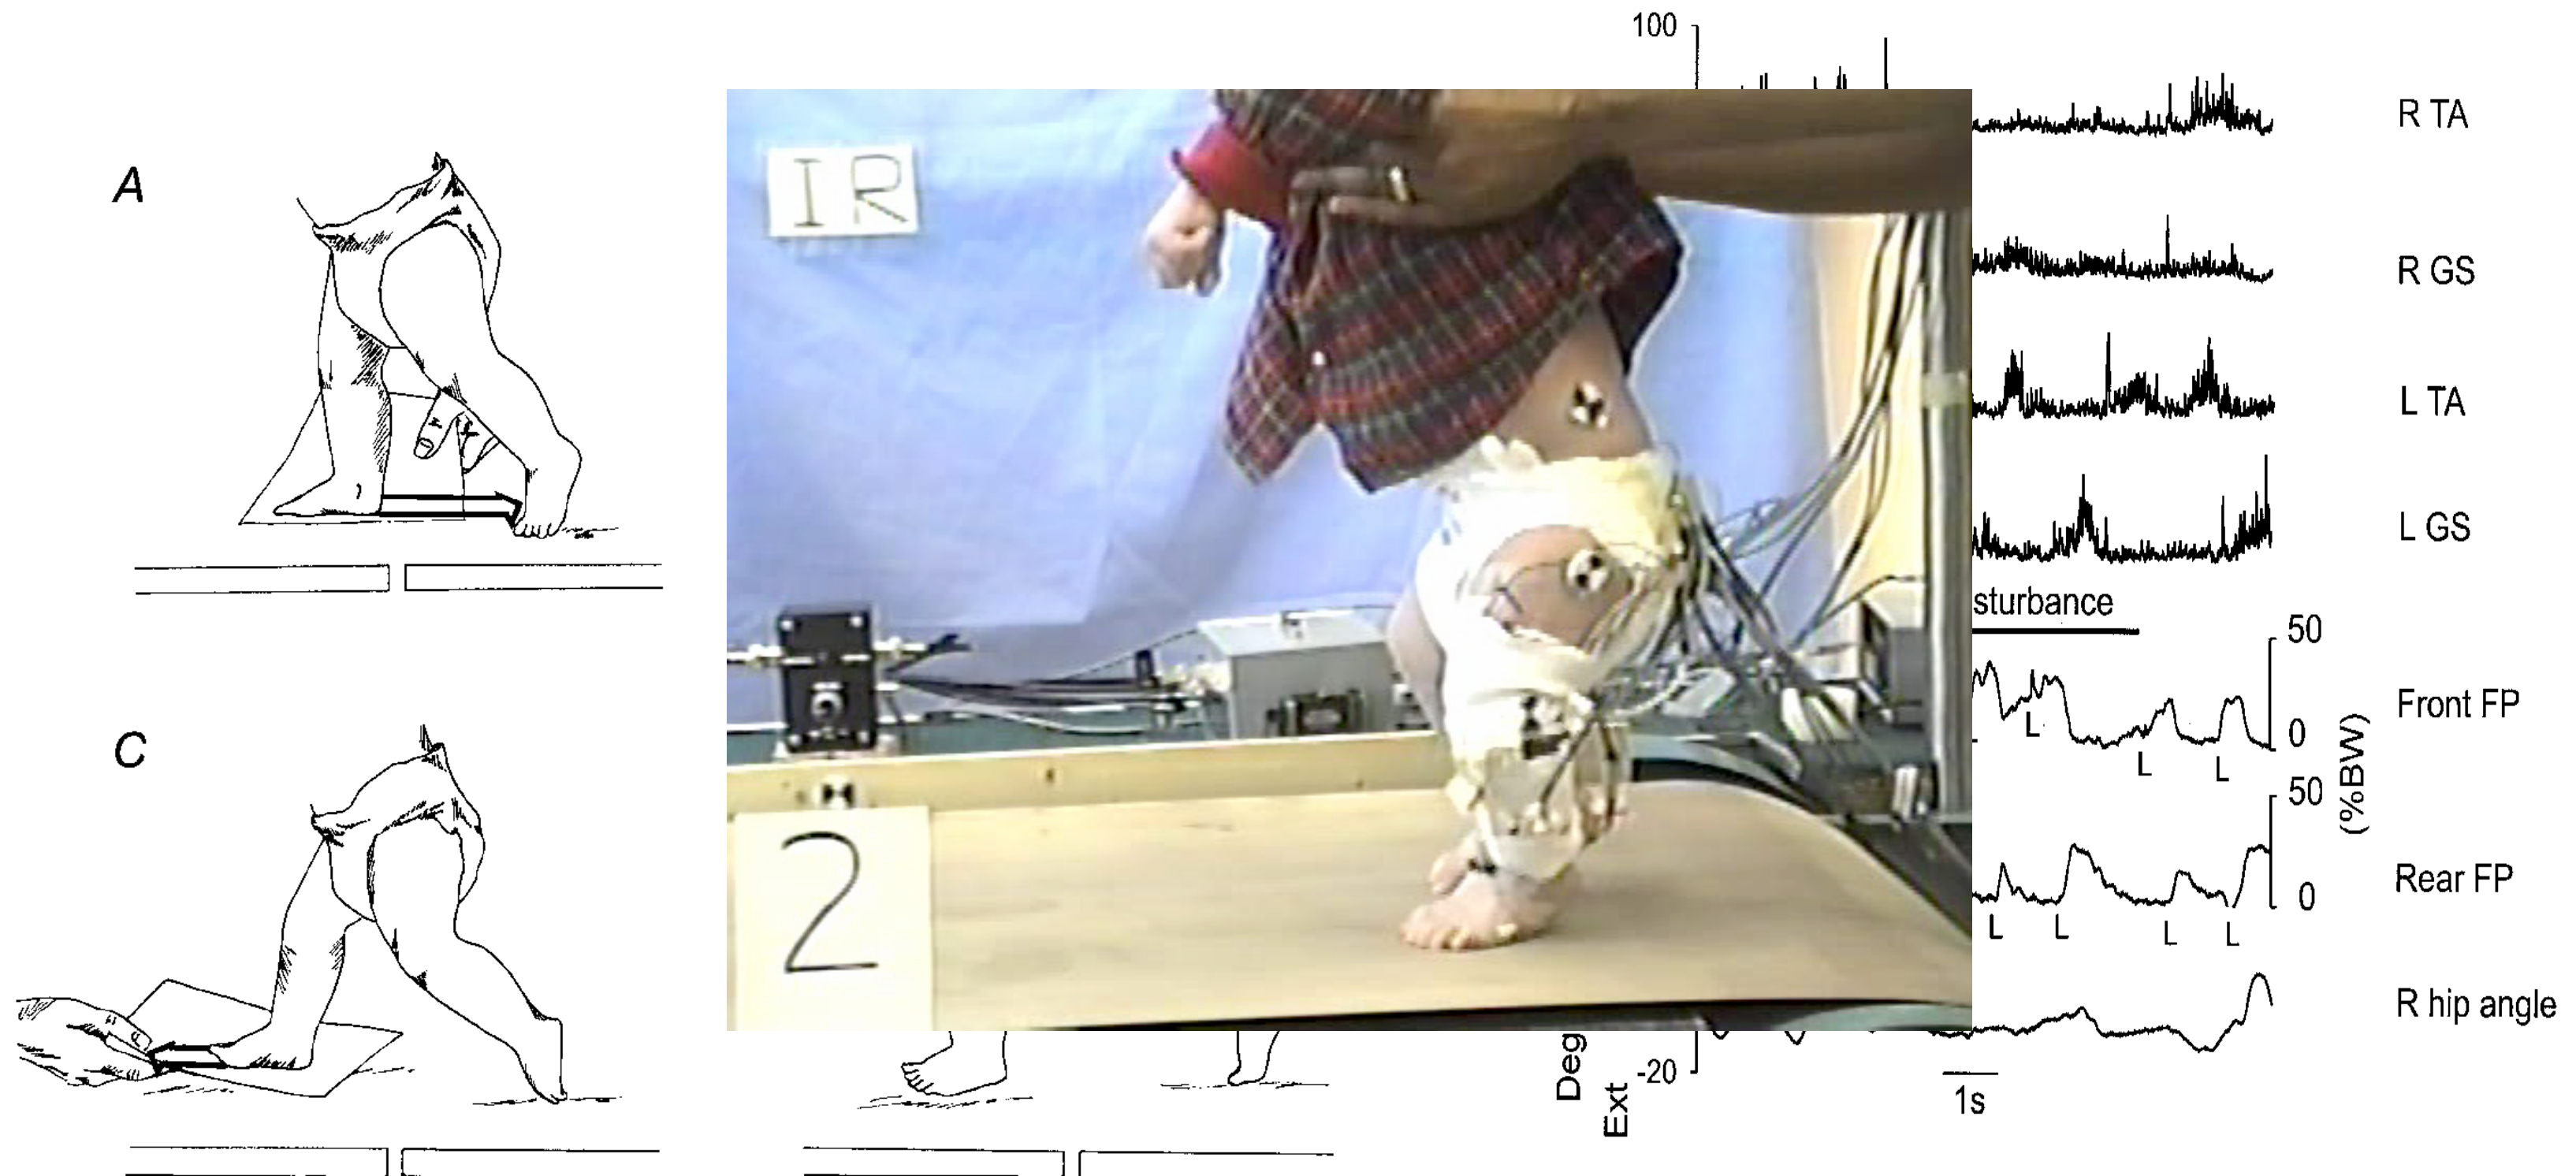 A
C
IR
2
100
R TA
R GS
L TA
L GS
sturbance
50
0
Front FP
L
L
L
(%BW)
50
0
Rear FP
L
L
L
L
R hip angle
Deg
Ext
-20
1s